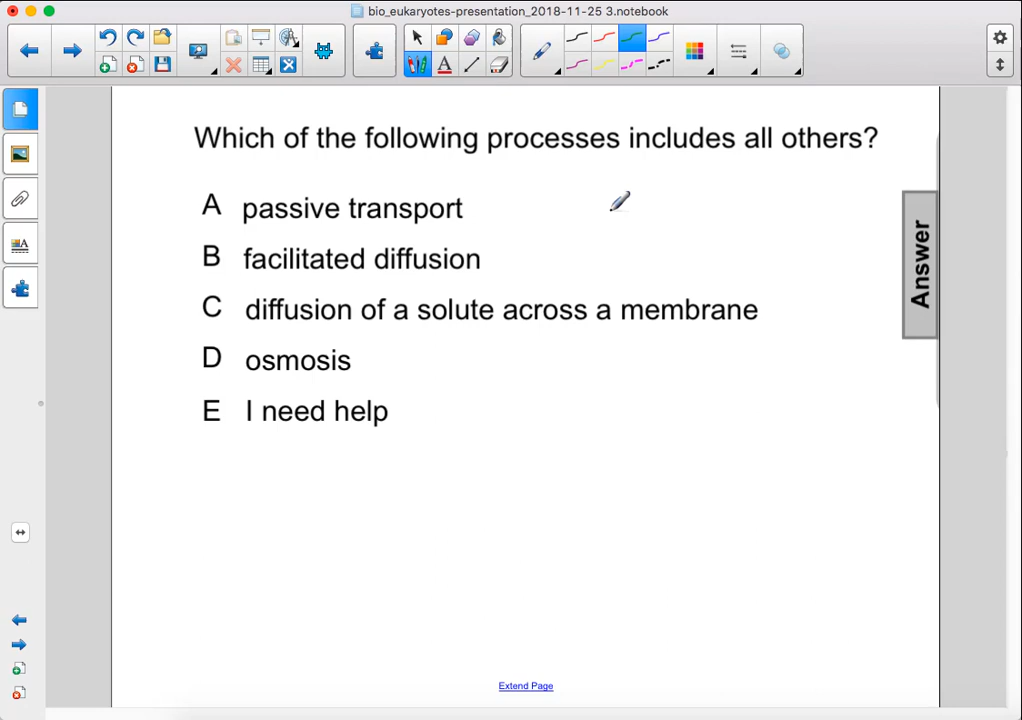 bio_eukaryotes-presentation_2018-11-25 3.notebook
Which of the following processes includes all others?
A passive transport
B facilitated diffusion
C diffusion of a solute across a membrane
D osmosis
E I need help
Answer
Extend Page